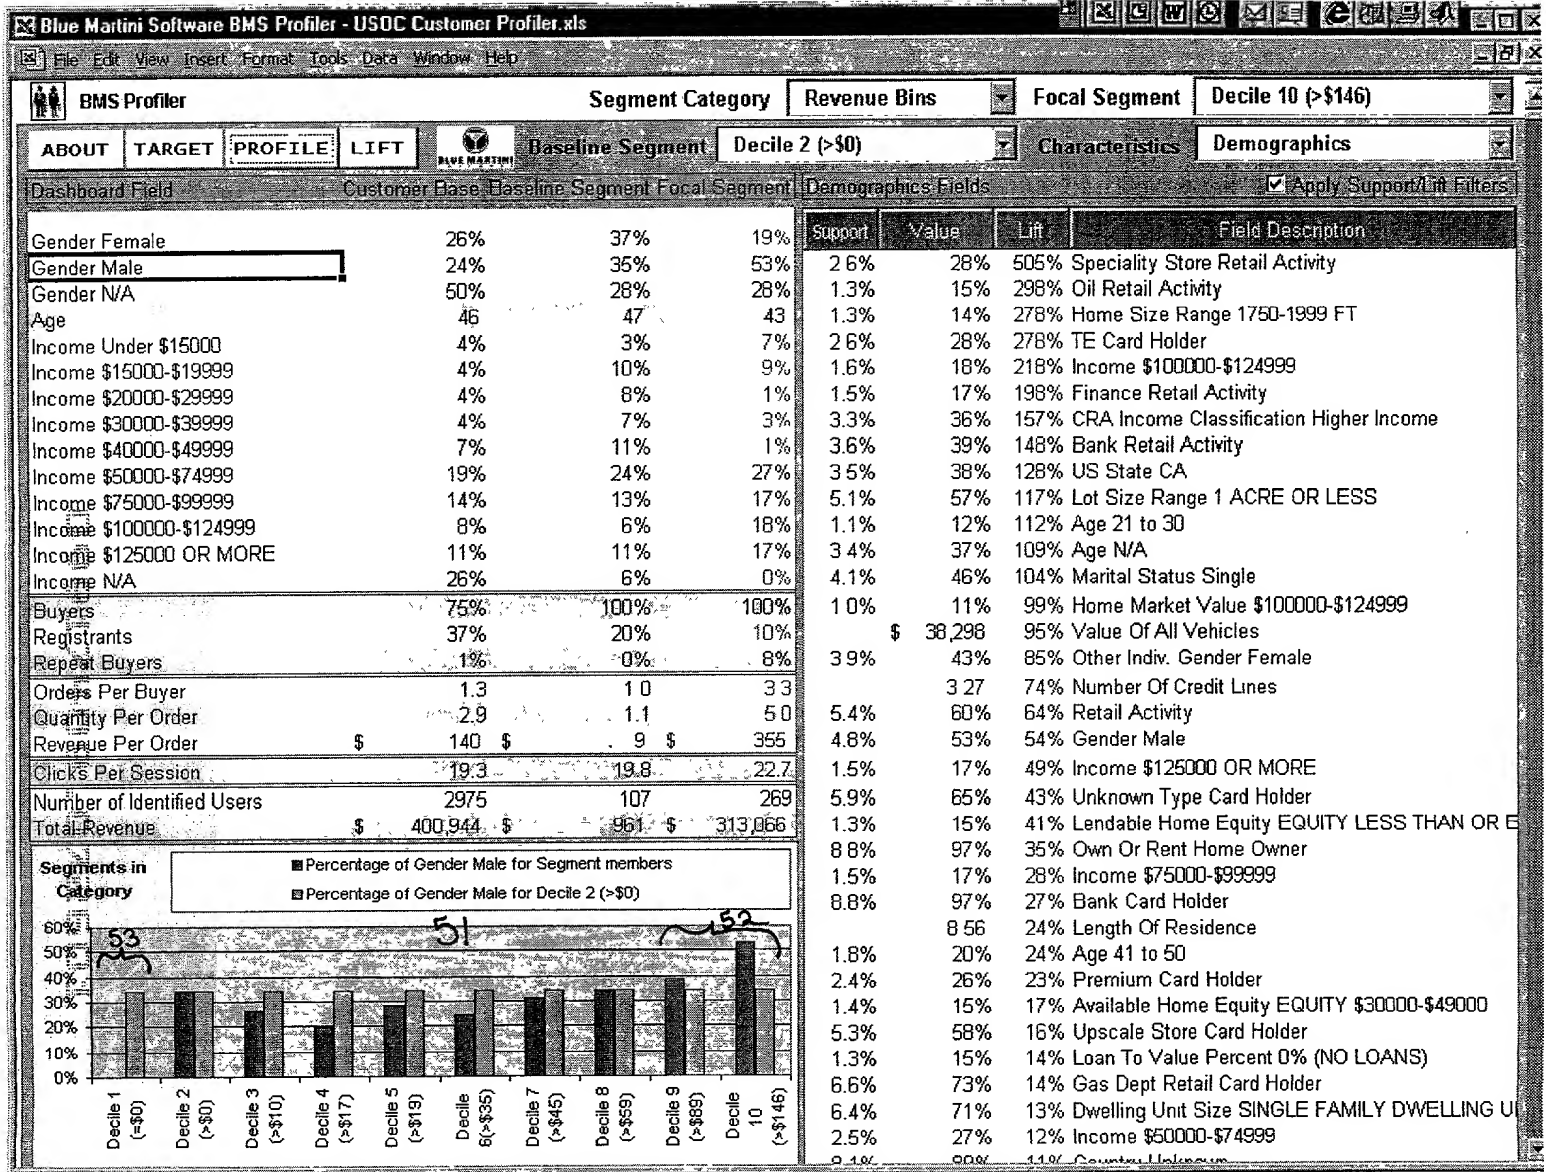 Blue Martini Software BMS Profiler - USOC Customer Profiler.xls
File Edit View Insert Format Tools Data Window Help
BMS Profiler Segment Category Revenue Bins Focal Segment Decile 10 (>$146)
ABOUT TARGET PROFILE LIFT BLUE MARTINI Baseline Segment Decile 2 (>$0) Characteristics Demographics
Dashboard Field Customer Base Baseline Segment Focal Segment
Gender Female 26% 37% 19%
Gender Male 24% 35% 53%
Gender N/A 50% 28% 28%
Age 46 47 43
Income Under $15000 4% 3% 7%
Income $15000-$19999 4% 10% 9%
Income $20000-$29999 4% 8% 1%
Income $30000-$39999 4% 7% 3%
Income $40000-$49999 7% 11% 1%
Income $50000-$74999 19% 24% 27%
Income $75000-$99999 14% 13% 17%
Income $100000-$124999 8% 6% 18%
Income $125000 OR MORE 11% 11% 17%
Income N/A 26% 6% 0%
Buyers 75% 100% 100%
Registrants 37% 20% 10%
Repeat Buyers 1% 0% 8%
Orders Per Buyer 1.3 1 0 3 3
Quantity Per Order 2.9 1.1 5 0
Revenue Per Order $ 140 $ 9 $ 355
Clicks Per Session 19.3 19.8 22.7
Number of Identified Users 2975 107 269
Total Revenue $ 400,944 $ 961 $ 313,066
Segments in Category
Percentage of Gender Male for Segment members
Percentage of Gender Male for Decile 2 (>$0)
53 51 52
60%
50%
40%
30%
20%
10%
0%
Decile 1 (=$0)
Decile 2 (>$0)
Decile 3 (>$10)
Decile 4 (>$17)
Decile 5 (>$19)
Decile 6(>$35)
Decile 7 (>$45)
Decile 8 (>$59)
Decile 9 (>$89)
Decile 10 (>$146)
Demographics Fields Apply Support/Lift Filters
Support Value Lift Field Description
2 6% 28% 505% Speciality Store Retail Activity
1.3% 15% 298% Oil Retail Activity
1.3% 14% 278% Home Size Range 1750-1999 FT
2 6% 28% 278% TE Card Holder
1.6% 18% 218% Income $100000-$124999
1.5% 17% 198% Finance Retail Activity
3.3% 36% 157% CRA Income Classification Higher Income
3.6% 39% 148% Bank Retail Activity
3 5% 38% 128% US State CA
5.1% 57% 117% Lot Size Range 1 ACRE OR LESS
1.1% 12% 112% Age 21 to 30
3 4% 37% 109% Age N/A
4.1% 46% 104% Marital Status Single
1 0% 11% 99% Home Market Value $100000-$124999
$ 38,298 95% Value Of All Vehicles
3 9% 43% 85% Other Indiv. Gender Female
3 27 74% Number Of Credit Lines
5.4% 60% 64% Retail Activity
4.8% 53% 54% Gender Male
1.5% 17% 49% Income $125000 OR MORE
5.9% 65% 43% Unknown Type Card Holder
1.3% 15% 41% Lendable Home Equity EQUITY LESS THAN OR E
8 8% 97% 35% Own Or Rent Home Owner
1.5% 17% 28% Income $75000-$99999
8.8% 97% 27% Bank Card Holder
8 56 24% Length Of Residence
1.8% 20% 24% Age 41 to 50
2.4% 26% 23% Premium Card Holder
1.4% 15% 17% Available Home Equity EQUITY $30000-$49000
5.3% 58% 16% Upscale Store Card Holder
1.3% 15% 14% Loan To Value Percent 0% (NO LOANS)
6.6% 73% 14% Gas Dept Retail Card Holder
6.4% 71% 13% Dwelling Unit Size SINGLE FAMILY DWELLING U
2.5% 27% 12% Income $50000-$74999